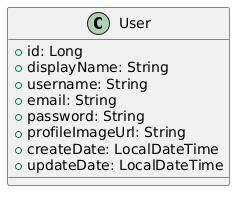 C User
id: Long
displayName: String
username: String
email: String
password: String
profileImageUrl: String
createDate: LocalDateTime
updateDate: LocalDateTime